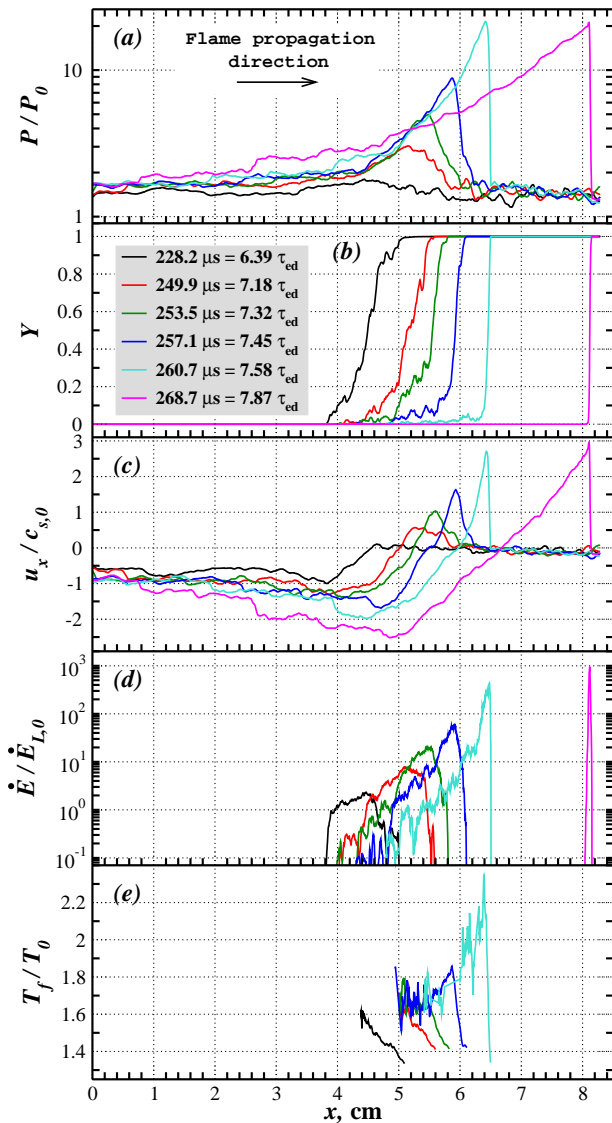 (a)
Flame propagation
direction
P / P0
10
1
(b)
Y
1
0.8
0.6
0.4
0.2
0
228.2 μs = 6.39 τed
249.9 μs = 7.18 τed
253.5 μs = 7.32 τed
257.1 μs = 7.45 τed
260.7 μs = 7.58 τed
268.7 μs = 7.87 τed
(c)
ux / cs,0
3
2
1
0
-1
-2
(d)
Ė / ĖL,0
10³
10²
10¹
10⁰
10⁻¹
(e)
Tf / T0
2.2
2
1.8
1.6
1.4
0 1 2 3 4 5 6 7 8
x, cm